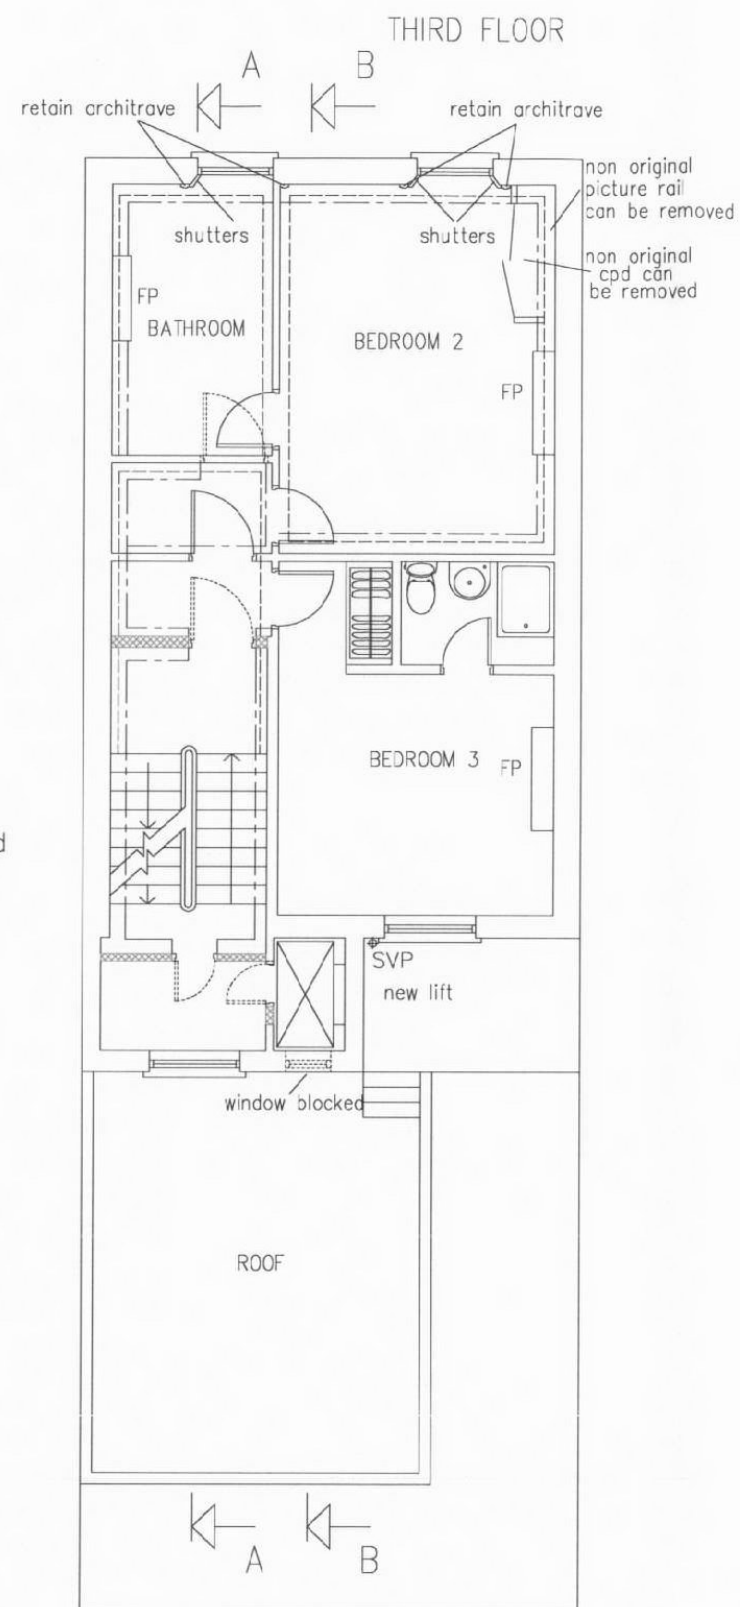 THIRD FLOOR
A
B
retain architrave
retain architrave
non original
picture rail
can be removed
shutters
shutters
non original
cpd can
be removed
FP
BATHROOM
BEDROOM 2
FP
BEDROOM 3
FP
d
SVP
new lift
window blocked
ROOF
A
B